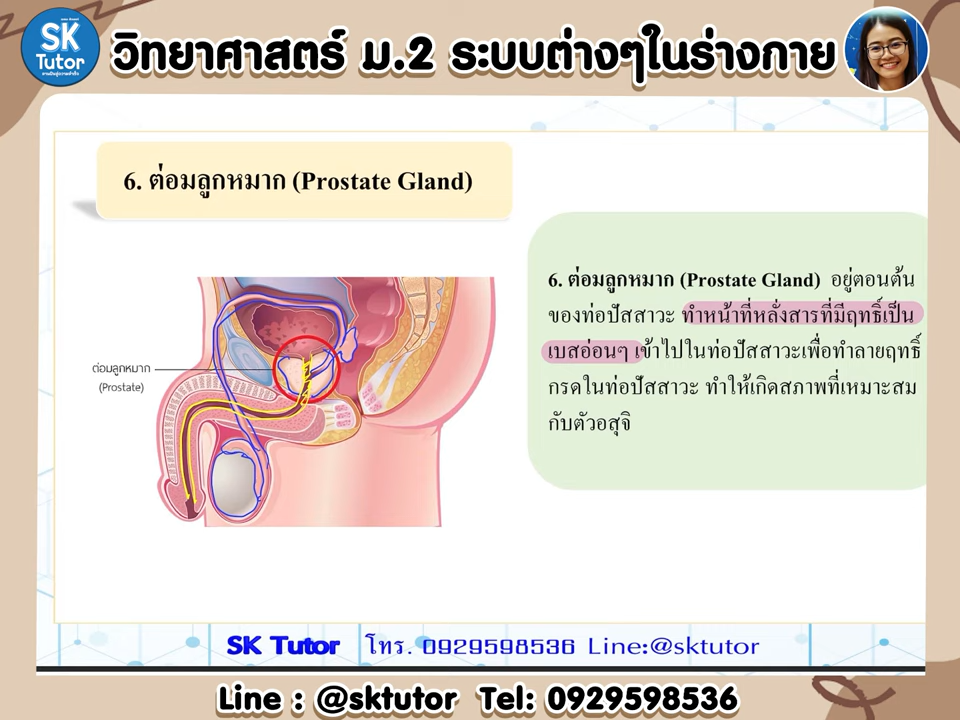 SK
Tutor
วิทยาศาสตร์ ม.2 ระบบต่างๆในร่างกาย
6. ต่อมลูกหมาก (Prostate Gland)
ต่อมลูกหมาก
(Prostate)
6. ต่อมลูกหมาก (Prostate Gland) อยู่ตอนต้น
ของท่อปัสสาวะ ทำหน้าที่หลั่งสารที่มีฤทธิ์เป็น
เบสอ่อนๆ เข้าไปในท่อปัสสาวะเพื่อทำลายฤทธิ์
กรดในท่อปัสสาวะ ทำให้เกิดสภาพที่เหมาะสม
กับตัวอสุจิ
SK Tutor โทร. 0929598536 Line:@sktutor
Line : @sktutor Tel: 0929598536